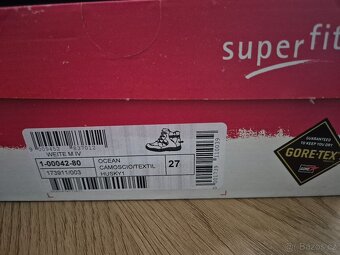 superfit
WEITE M IV
1-00042-80
173911/003
OCEAN
CAMOSCIO/TEXTIL
HUSKY1
27
GUARANTEED TO KEEP YOU DRY
GORE-TEX